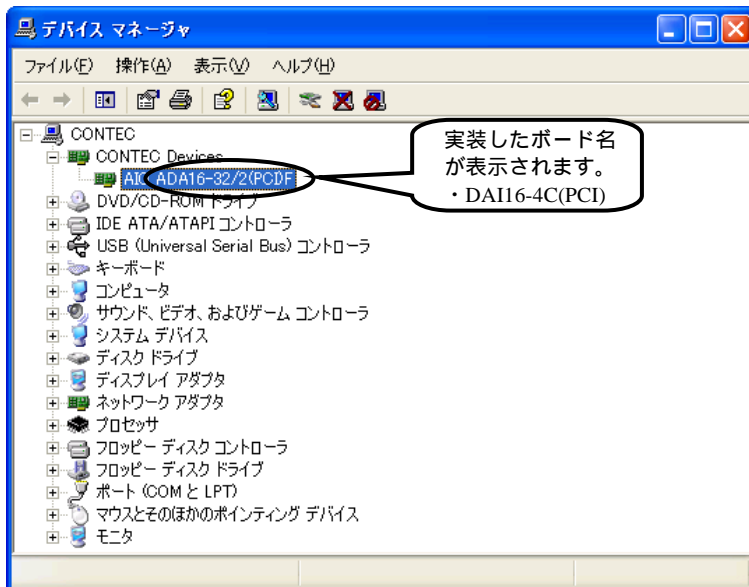 デバイス マネージャ
ファイル(F) 操作(A) 表示(V) ヘルプ(H)
CONTEC
CONTEC Devices
AIO ADA16-32/2(PCI)F
実装したボード名
が表示されます。
・DAI16-4C(PCI)
DVD/CD-ROM ドライブ
IDE ATA/ATAPI コントローラ
USB (Universal Serial Bus) コントローラ
キーボード
コンピュータ
サウンド、ビデオ、およびゲーム コントローラ
システム デバイス
ディスク ドライブ
ディスプレイ アダプタ
ネットワーク アダプタ
プロセッサ
フロッピー ディスク コントローラ
フロッピー ディスク ドライブ
ポート (COM と LPT)
マウスとそのほかのポインティング デバイス
モニタ